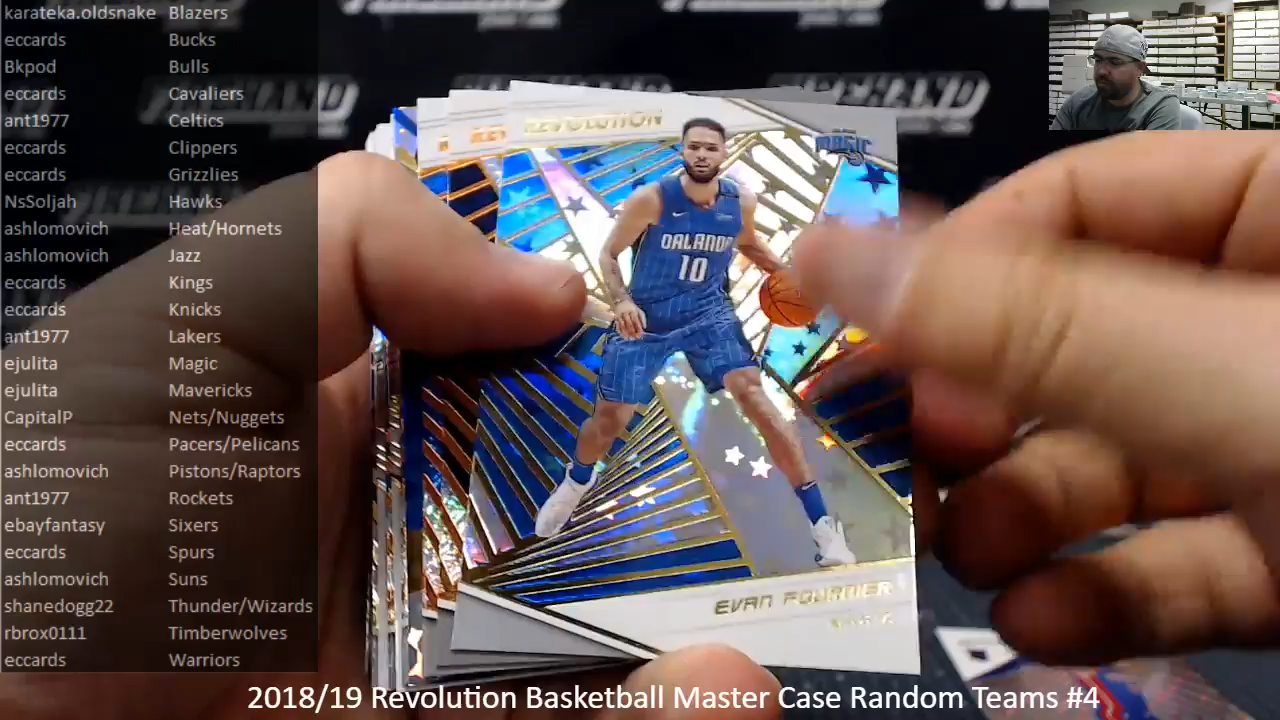 karateka.oldsnake Blazers
eccards Bucks
Bkpod Bulls
eccards Cavaliers
ant1977 Celtics
eccards Clippers
eccards Grizzlies
NsSoljah Hawks
ashlomovich Heat/Hornets
ashlomovich Jazz
eccards Kings
eccards Knicks
ant1977 Lakers
ejulita Magic
ejulita Mavericks
CapitalP Nets/Nuggets
eccards Pacers/Pelicans
ashlomovich Pistons/Raptors
ant1977 Rockets
ebayfantasy Sixers
eccards Spurs
ashlomovich Suns
shanedogg22 Thunder/Wizards
rbrox0111 Timberwolves
eccards Warriors
REVOLUTION
MAGIC
ORLANDO
10
EVAN FOURNIER
2018/19 Revolution Basketball Master Case Random Teams #4